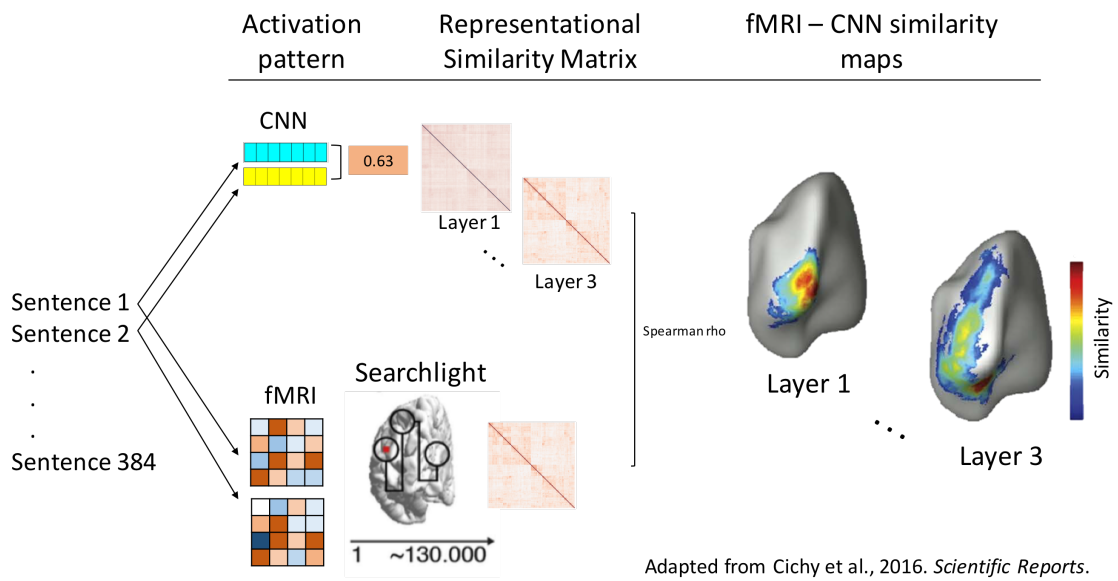 Activation
pattern
Representational
Similarity Matrix
fMRI – CNN similarity
maps
CNN
0.63
Layer 1
Layer 3
Sentence 1
Sentence 2
.
.
.
Sentence 384
fMRI
Searchlight
1 ~130.000
Spearman rho
Layer 1
Layer 3
Similarity
Adapted from Cichy et al., 2016. Scientific Reports.